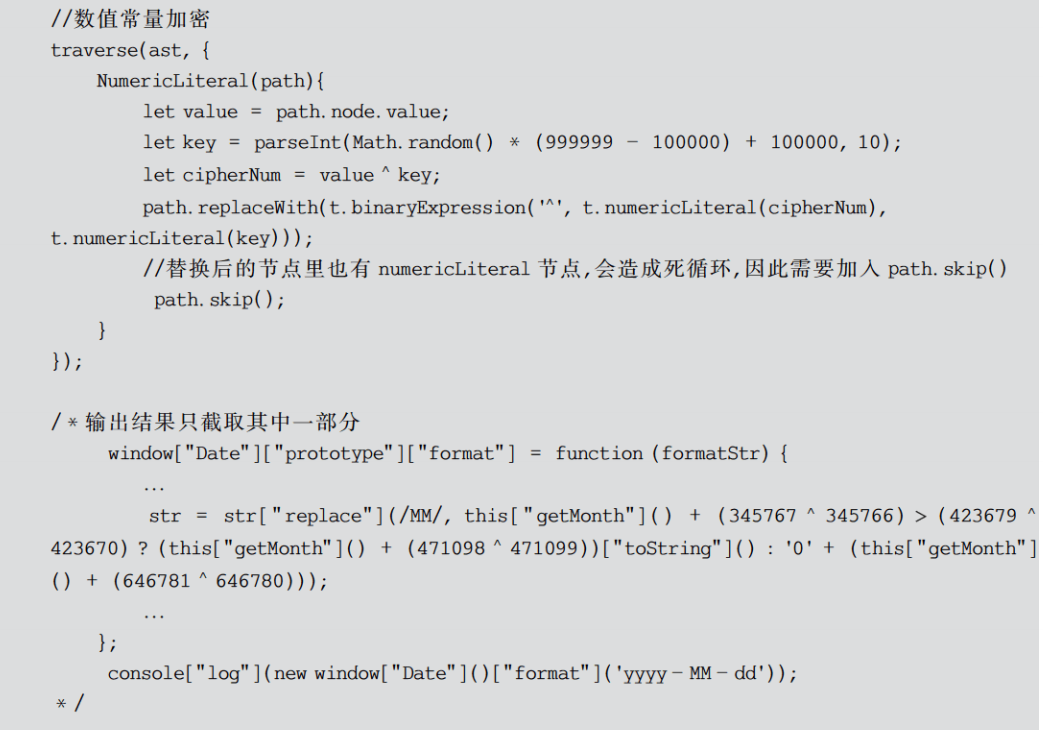 //数值常量加密
traverse(ast, {
    NumericLiteral(path){
        let value = path.node.value;
        let key = parseInt(Math.random() * (999999 - 100000) + 100000, 10);
        let cipherNum = value ^ key;
        path.replaceWith(t.binaryExpression('^', t.numericLiteral(cipherNum),
t.numericLiteral(key)));
        //替换后的节点里也有 numericLiteral 节点,会造成死循环,因此需要加入 path.skip()
         path.skip();
    }
});
/*输出结果只截取其中一部分
     window["Date"]["prototype"]["format"] = function (formatStr) {
        …
        str = str["replace"](/MM/, this["getMonth"]() + (345767 ^ 345766) > (423679 ^
423670) ? (this["getMonth"]() + (471098 ^ 471099))["toString"]() : '0' + (this["getMonth"]
() + (646781 ^ 646780)));
        …
    };
     console["log"](new window["Date"]()["format"]('yyyy-MM-dd'));
*/